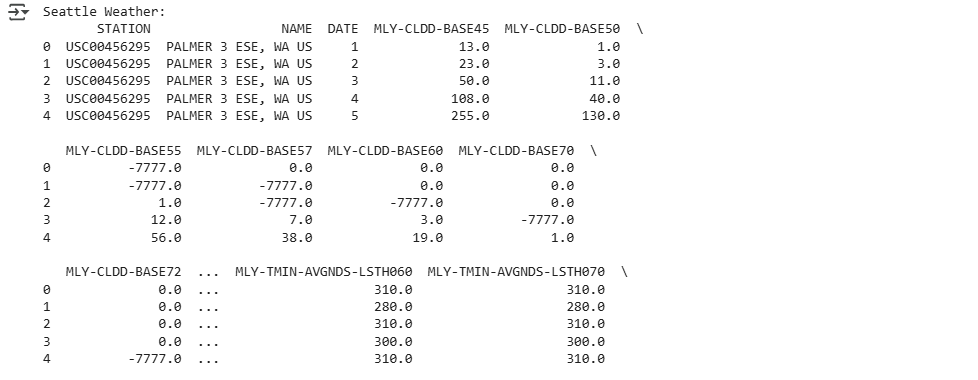 Seattle Weather:
STATION NAME DATE MLY-CLDD-BASE45 MLY-CLDD-BASE50 \
0 USC00456295 PALMER 3 ESE, WA US 1 13.0 1.0
1 USC00456295 PALMER 3 ESE, WA US 2 23.0 3.0
2 USC00456295 PALMER 3 ESE, WA US 3 50.0 11.0
3 USC00456295 PALMER 3 ESE, WA US 4 108.0 40.0
4 USC00456295 PALMER 3 ESE, WA US 5 255.0 130.0
MLY-CLDD-BASE55 MLY-CLDD-BASE57 MLY-CLDD-BASE60 MLY-CLDD-BASE70 \
0 -7777.0 0.0 0.0 0.0
1 -7777.0 -7777.0 0.0 0.0
2 1.0 -7777.0 -7777.0 0.0
3 12.0 7.0 3.0 -7777.0
4 56.0 38.0 19.0 1.0
MLY-CLDD-BASE72 ... MLY-TMIN-AVGNDS-LSTH060 MLY-TMIN-AVGNDS-LSTH070 \
0 0.0 ... 310.0 310.0
1 0.0 ... 280.0 280.0
2 0.0 ... 310.0 310.0
3 0.0 ... 300.0 300.0
4 -7777.0 ... 310.0 310.0